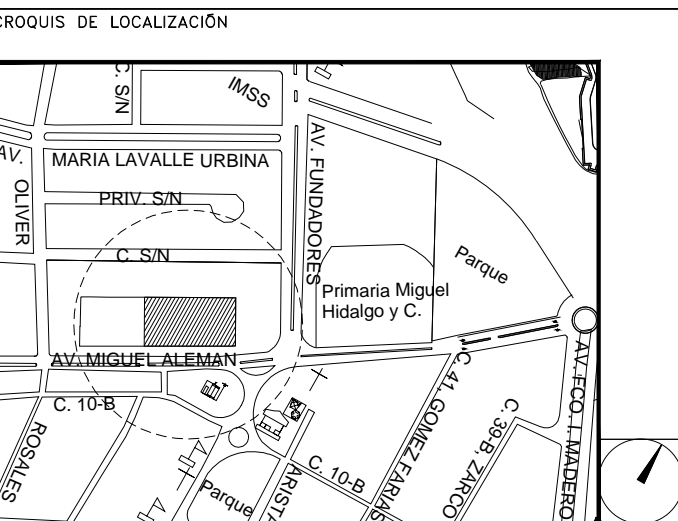 CROQUIS DE LOCALIZACIÓN
C. S/N
IMSS
AV.
OLIVER
MARIA LAVALLE URBINA
AV. FUNDADORES
PRIV. S/N
C. S/N
Parque
Primaria Miguel
Hidalgo y C.
AV. MIGUEL ALEMAN
C. 10-B
ROSALES
Parque
ARISTA
C. 10-B
C. 41, GOMEZ FARIAS
C. 39-B, ZARCO
AV. FCO. I. MADERO